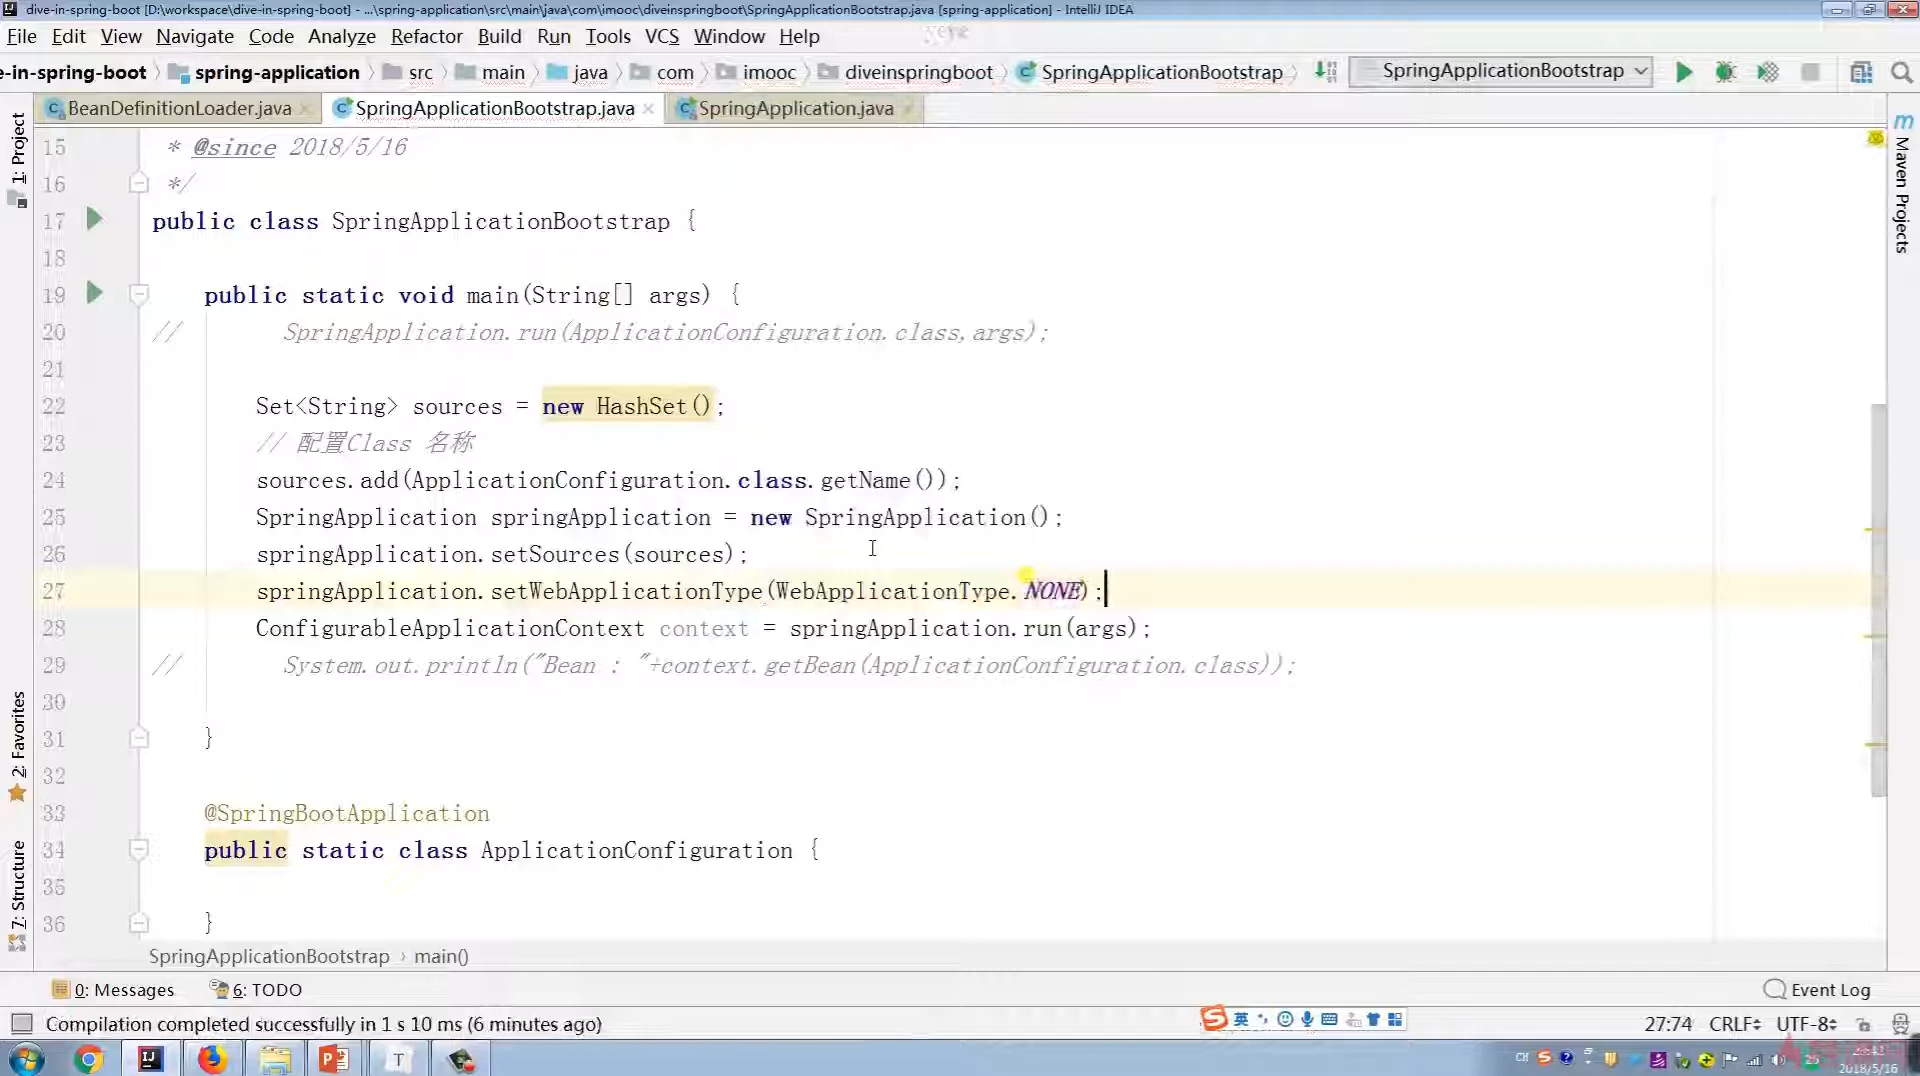 dive-in-spring-boot [D:\workspace\dive-in-spring-boot] - ...\spring-application\src\main\java\com\imooc\diveinspringboot\SpringApplicationBootstrap.java [spring-application] - IntelliJ IDEA
File Edit View Navigate Code Analyze Refactor Build Run Tools VCS Window Help
e-in-spring-boot spring-application src main java com imooc diveinspringboot SpringApplicationBootstrap SpringApplicationBootstrap
BeanDefinitionLoader.java SpringApplicationBootstrap.java SpringApplication.java
1: Project
Maven Projects
15 * @since 2018/5/16
16 */
17 public class SpringApplicationBootstrap {
18
19 public static void main(String[] args) {
20 // SpringApplication.run(ApplicationConfiguration.class,args);
21
22 Set<String> sources = new HashSet();
23 // 配置Class 名称
24 sources.add(ApplicationConfiguration.class.getName());
25 SpringApplication springApplication = new SpringApplication();
26 springApplication.setSources(sources);
27 springApplication.setWebApplicationType(WebApplicationType.NONE);
28 ConfigurableApplicationContext context = springApplication.run(args);
29 // System.out.println("Bean : "+context.getBean(ApplicationConfiguration.class));
30
31 }
32
33 @SpringBootApplication
34 public static class ApplicationConfiguration {
35
36 }
2: Favorites
7: Structure
SpringApplicationBootstrap › main()
0: Messages 6: TODO Event Log
Compilation completed successfully in 1 s 10 ms (6 minutes ago) 英 27:74 CRLF UTF-8
CH
2018/5/16